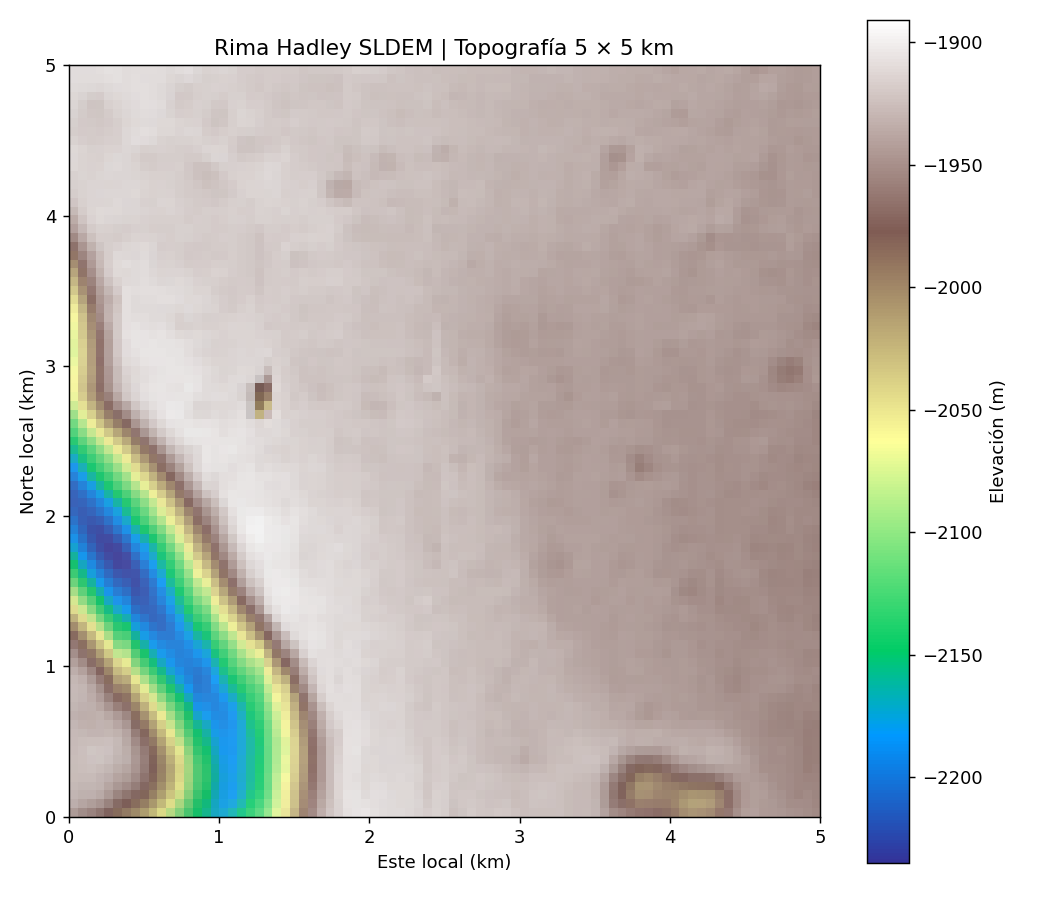 Rima Hadley SLDEM | Topografía 5 × 5 km
5
4
3
2
1
0
Norte local (km)
0 1 2 3 4 5
Este local (km)
−1900
−1950
−2000
−2050
−2100
−2150
−2200
Elevación (m)